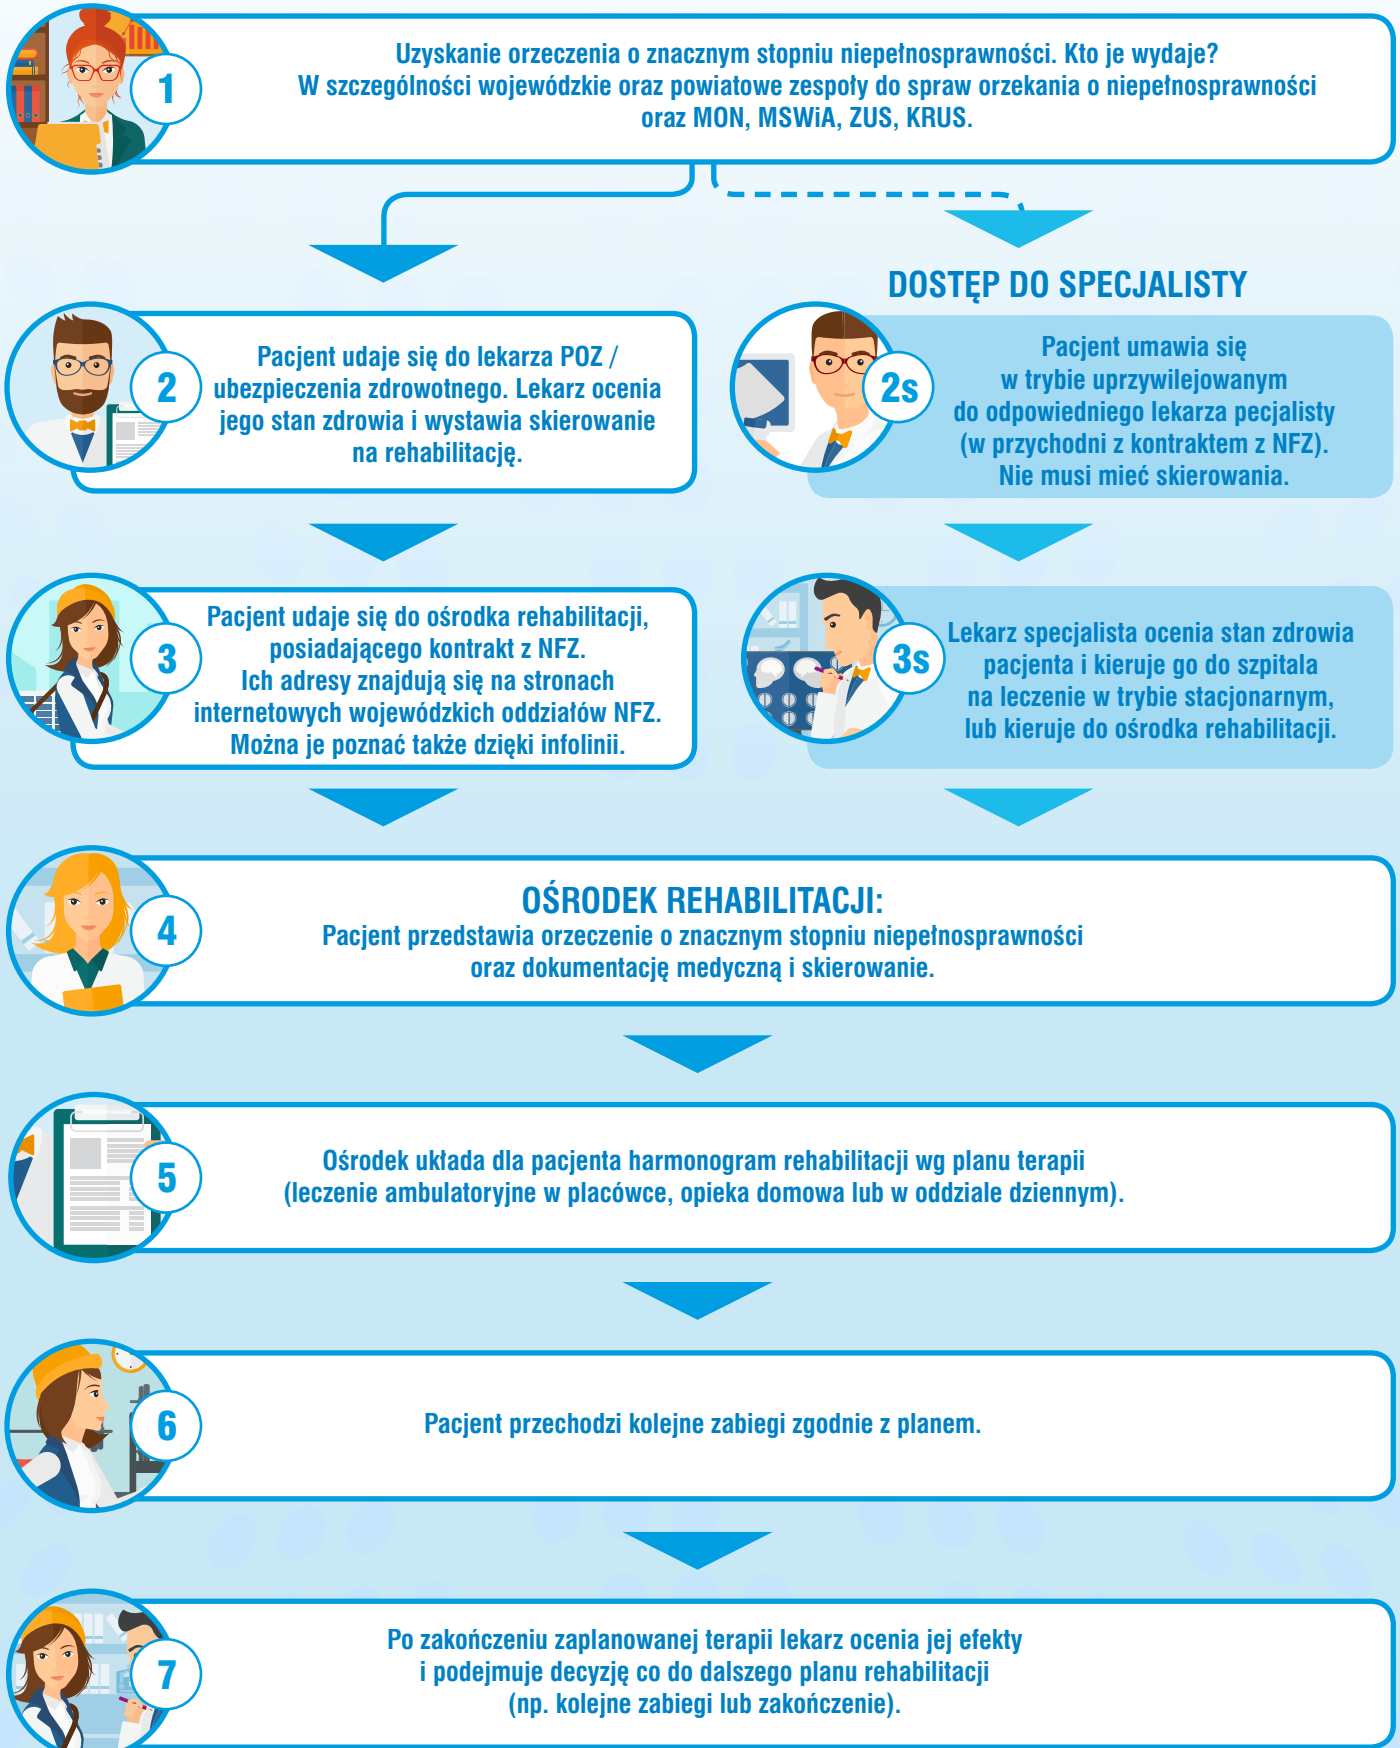 1
Uzyskanie orzeczenia o znacznym stopniu niepełnosprawności. Kto je wydaje?
W szczególności wojewódzkie oraz powiatowe zespoły do spraw orzekania o niepełnosprawności
oraz MON, MSWiA, ZUS, KRUS.
2
Pacjent udaje się do lekarza POZ /
ubezpieczenia zdrowotnego. Lekarz ocenia
jego stan zdrowia i wystawia skierowanie
na rehabilitację.
DOSTĘP DO SPECJALISTY
2s
Pacjent umawia się
w trybie uprzywilejowanym
do odpowiedniego lekarza pecjalisty
(w przychodni z kontraktem z NFZ).
Nie musi mieć skierowania.
3
Pacjent udaje się do ośrodka rehabilitacji,
posiadającego kontrakt z NFZ.
Ich adresy znajdują się na stronach
internetowych wojewódzkich oddziałów NFZ.
Można je poznać także dzięki infolinii.
3s
Lekarz specjalista ocenia stan zdrowia
pacjenta i kieruje go do szpitala
na leczenie w trybie stacjonarnym,
lub kieruje do ośrodka rehabilitacji.
4
OŚRODEK REHABILITACJI:
Pacjent przedstawia orzeczenie o znacznym stopniu niepełnosprawności
oraz dokumentację medyczną i skierowanie.
5
Ośrodek układa dla pacjenta harmonogram rehabilitacji wg planu terapii
(leczenie ambulatoryjne w placówce, opieka domowa lub w oddziale dziennym).
6
Pacjent przechodzi kolejne zabiegi zgodnie z planem.
7
Po zakończeniu zaplanowanej terapii lekarz ocenia jej efekty
i podejmuje decyzję co do dalszego planu rehabilitacji
(np. kolejne zabiegi lub zakończenie).